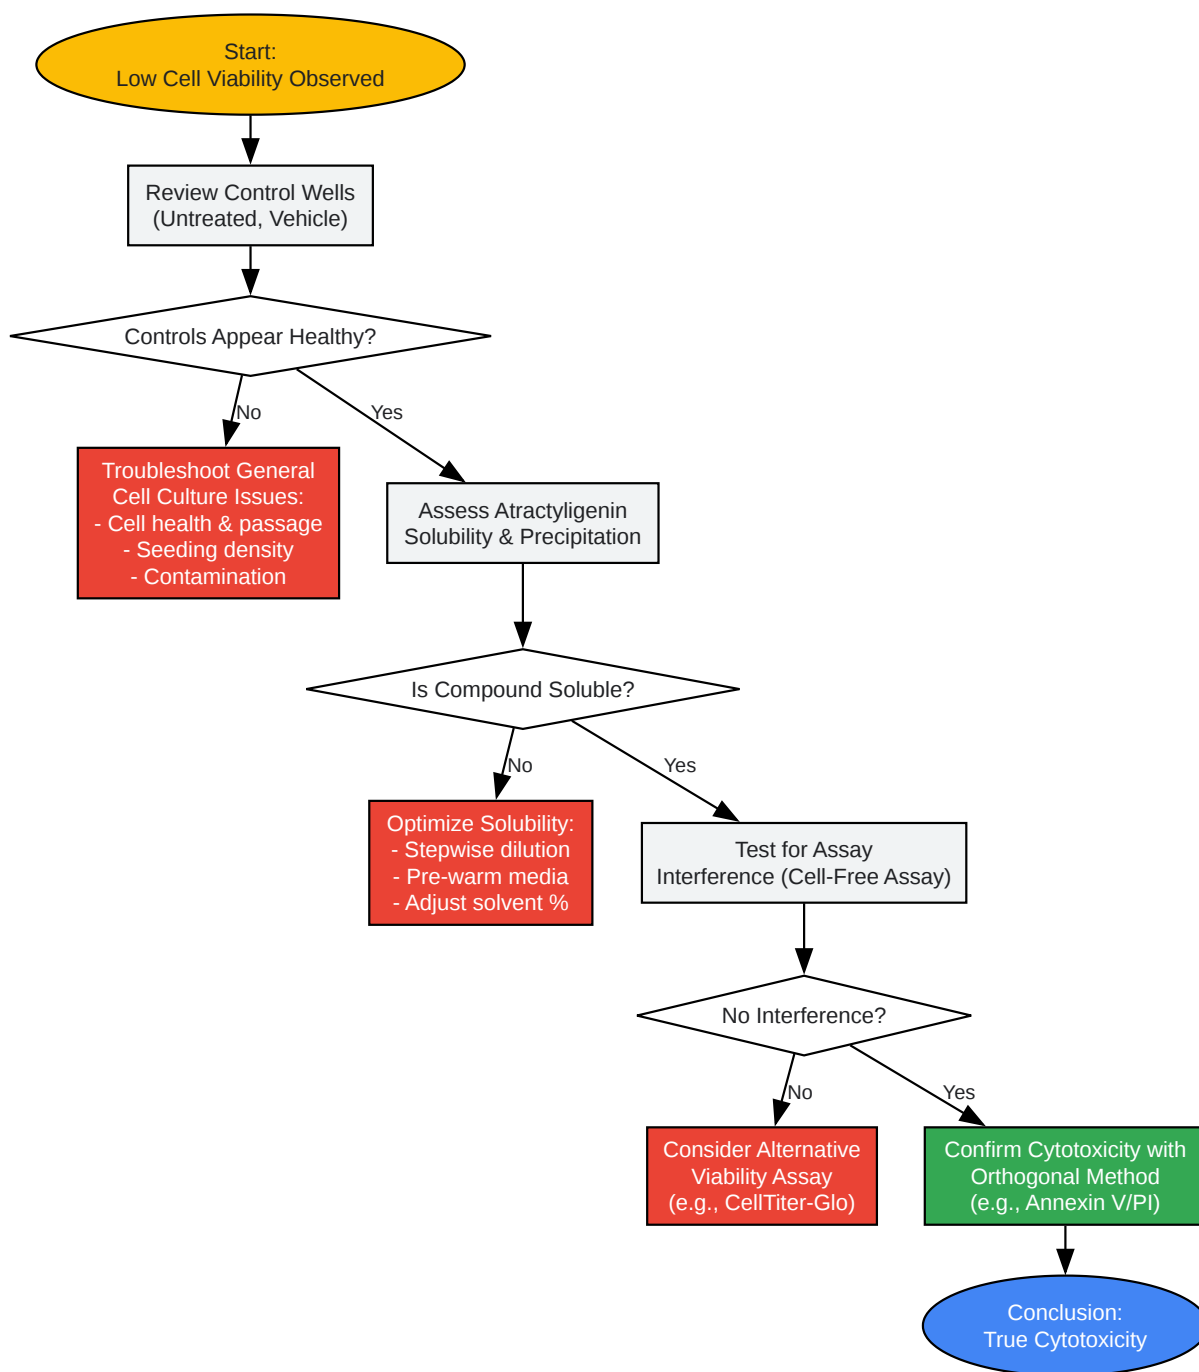 Start:
Low Cell Viability Observed
Review Control Wells
(Untreated, Vehicle)
Controls Appear Healthy?
No
Yes
Troubleshoot General
Cell Culture Issues:
- Cell health & passage
- Seeding density
- Contamination
Assess Atractyligenin
Solubility & Precipitation
Is Compound Soluble?
No
Yes
Optimize Solubility:
- Stepwise dilution
- Pre-warm media
- Adjust solvent %
Test for Assay
Interference (Cell-Free Assay)
No Interference?
No
Yes
Consider Alternative
Viability Assay
(e.g., CellTiter-Glo)
Confirm Cytotoxicity with
Orthogonal Method
(e.g., Annexin V/PI)
Conclusion:
True Cytotoxicity